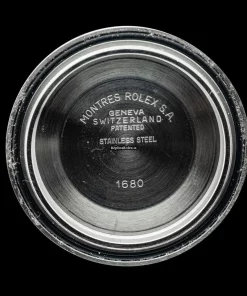 MONTRES ROLEX S.A.
GENEVA
SWITZERLAND
PATENTED
STAINLESS STEEL
1680